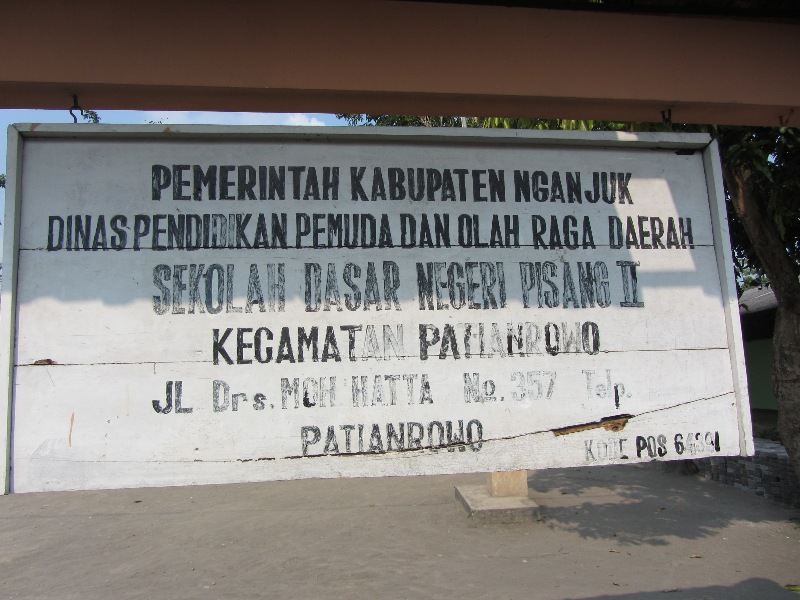 PEMERINTAH KABUPATEN NGANJUK
DINAS PENDIDIKAN PEMUDA DAN OLAH RAGA DAERAH
SEKOLAH DASAR NEGERI PISANG II
KECAMATAN PATIANROWO
JL Drs. MOH HATTA No. 357 Telp.
PATIANROWO
KODE POS